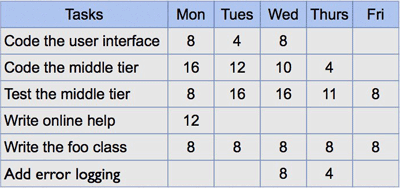 Tasks Mon Tues Wed Thurs Fri
Code the user interface 8 4 8
Code the middle tier 16 12 10 4
Test the middle tier 8 16 16 11 8
Write online help 12
Write the foo class 8 8 8 8 8
Add error logging 8 4